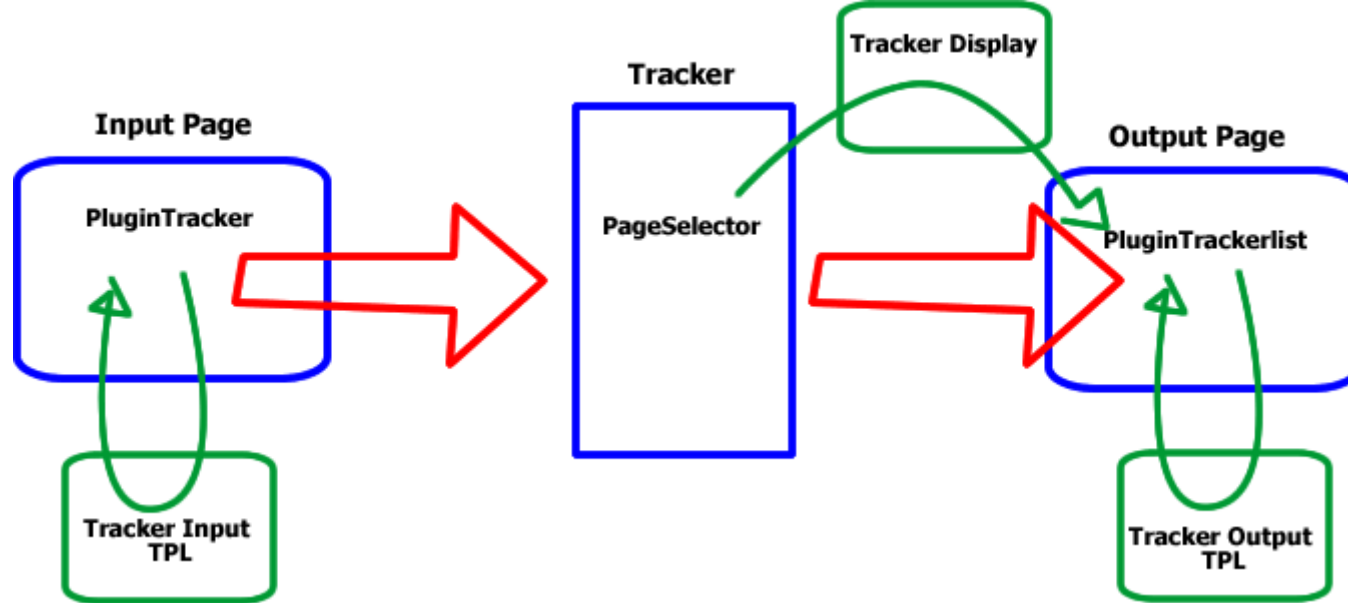 Tracker Display
Tracker
Input Page
Output Page
PluginTracker
PageSelector
PluginTrackerlist
Tracker Input
TPL
Tracker Output
TPL